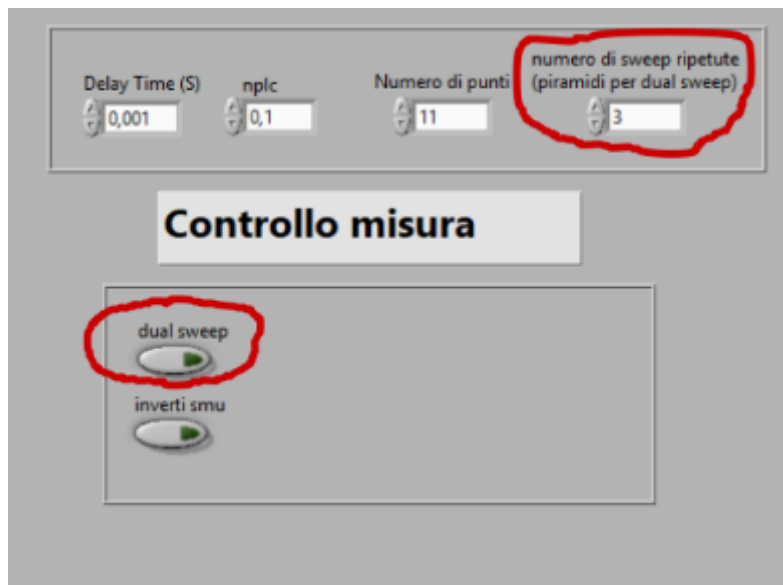 numero di sweep ripetute
Delay Time (S) nplc Numero di punti (piramidi per dual sweep)
0,001 0,1 11 3
Controllo misura
dual sweep
inverti smu